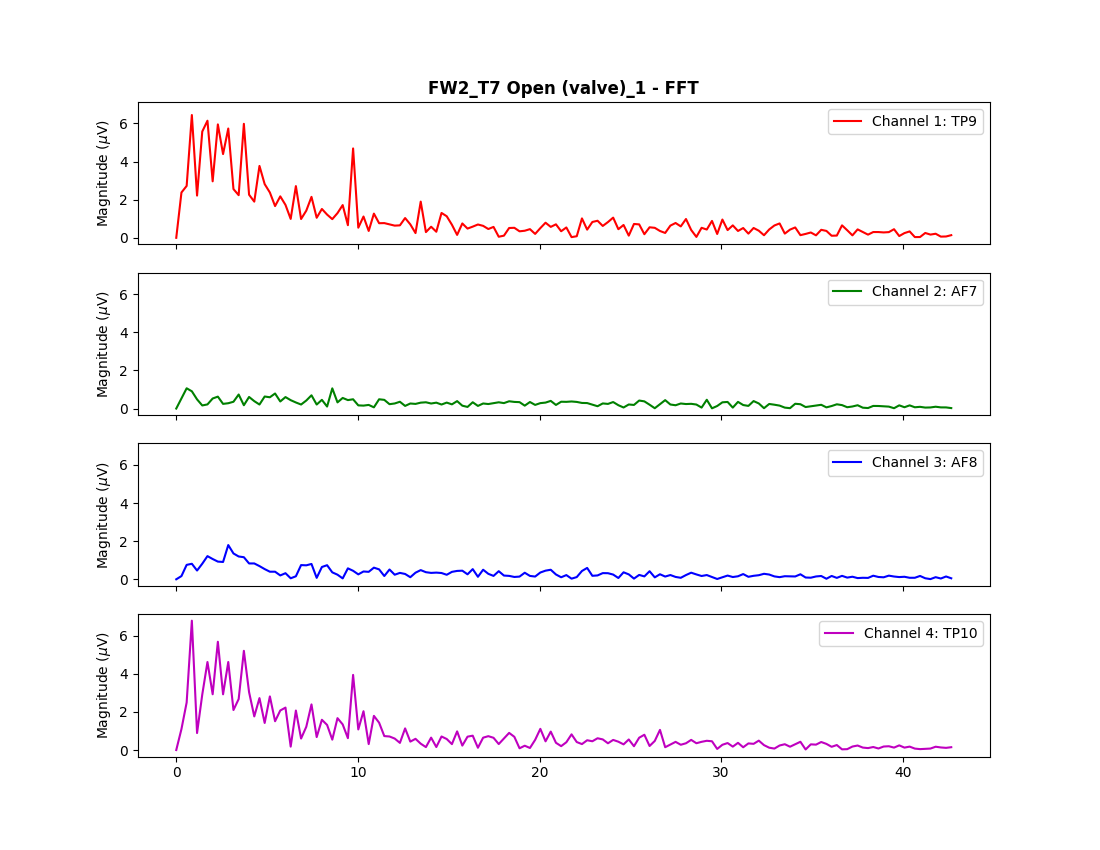 FW2_T7 Open (valve)_1 - FFT
Magnitude (μV)
6
4
2
0
Channel 1: TP9
Magnitude (μV)
6
4
2
0
Channel 2: AF7
Magnitude (μV)
6
4
2
0
Channel 3: AF8
Magnitude (μV)
6
4
2
0
Channel 4: TP10
0 10 20 30 40